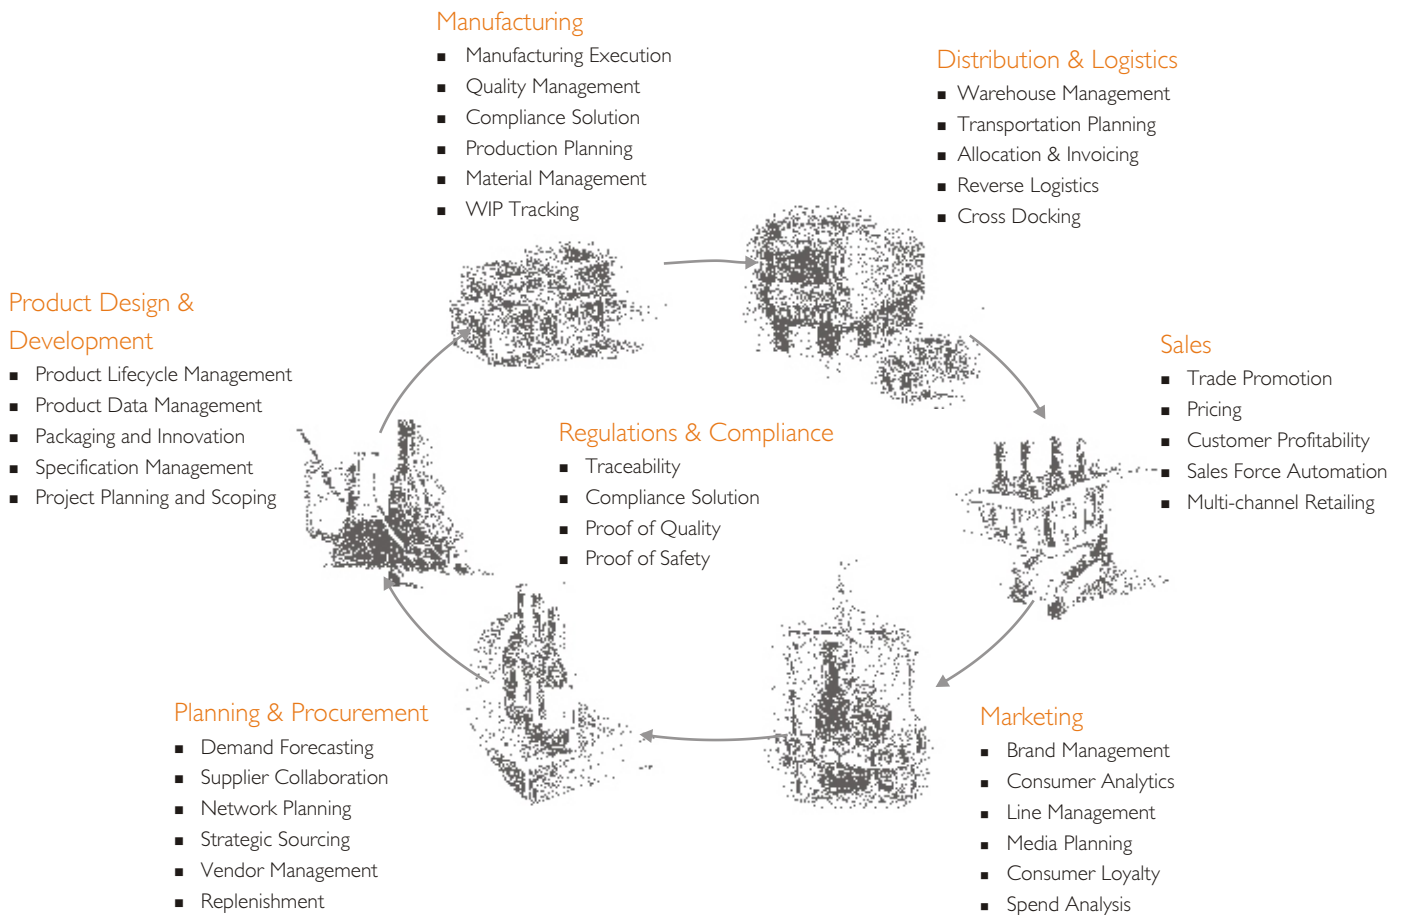 Manufacturing
■ Manufacturing Execution
■ Quality Management
■ Compliance Solution
■ Production Planning
■ Material Management
■ WIP Tracking
Distribution & Logistics
■ Warehouse Management
■ Transportation Planning
■ Allocation & Invoicing
■ Reverse Logistics
■ Cross Docking
Product Design &
Development
■ Product Lifecycle Management
■ Product Data Management
■ Packaging and Innovation
■ Specification Management
■ Project Planning and Scoping
Regulations & Compliance
■ Traceability
■ Compliance Solution
■ Proof of Quality
■ Proof of Safety
Sales
■ Trade Promotion
■ Pricing
■ Customer Profitability
■ Sales Force Automation
■ Multi-channel Retailing
Planning & Procurement
■ Demand Forecasting
■ Supplier Collaboration
■ Network Planning
■ Strategic Sourcing
■ Vendor Management
■ Replenishment
Marketing
■ Brand Management
■ Consumer Analytics
■ Line Management
■ Media Planning
■ Consumer Loyalty
■ Spend Analysis